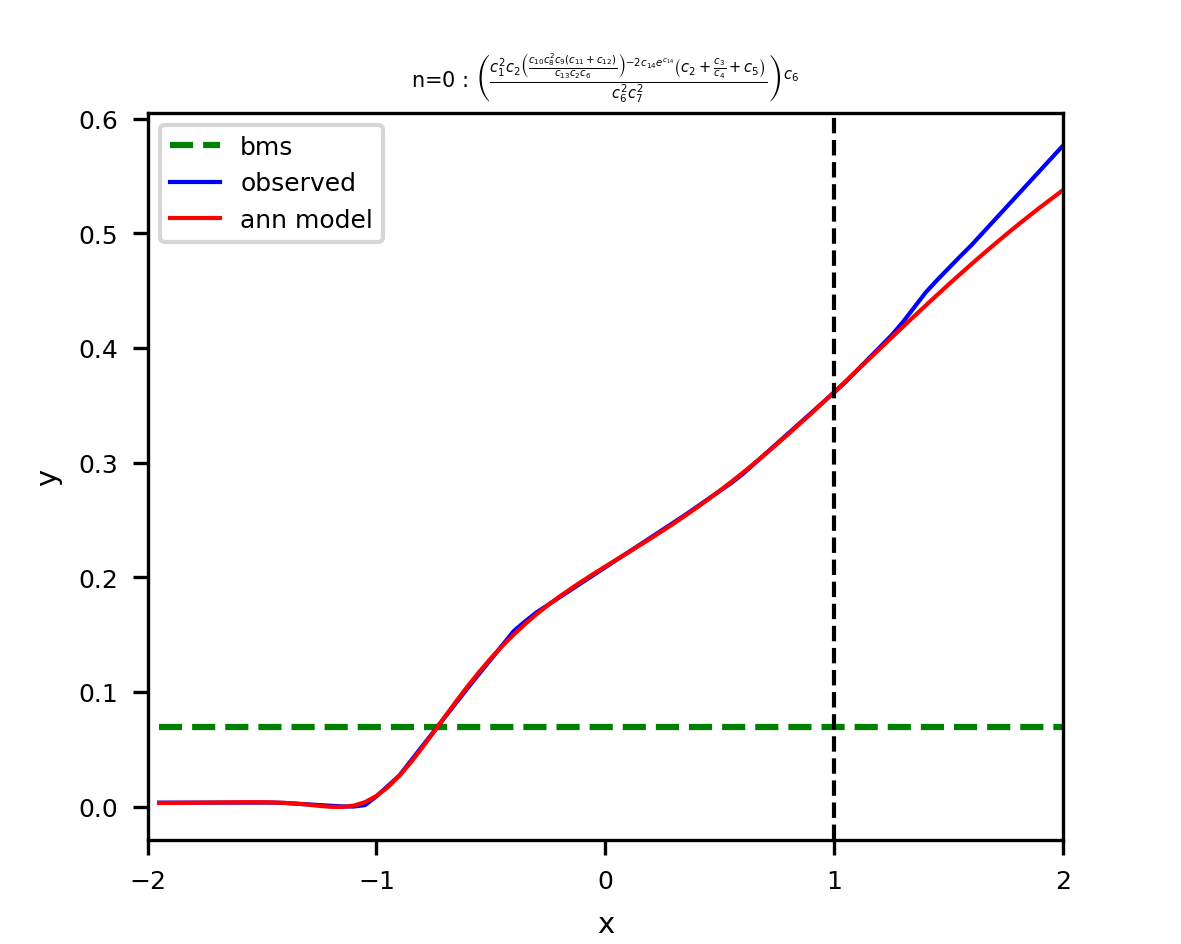 n=0 : $\left(\frac{c_1^2 c_2 \left(\frac{c_{10} c_8^2 c_9 (c_{11} + c_{12})}{c_{13} c_2 c_6}\right)^{-2 c_{14} e^{c_{14}}} \left(c_2 + \frac{c_3}{c_4} + c_5\right)}{c_6^2 c_7^2}\right)^{c_6}$
0.6
bms
observed
ann model
0.5
0.4
y
0.3
0.2
0.1
0.0
−2 −1 0 1 2
x